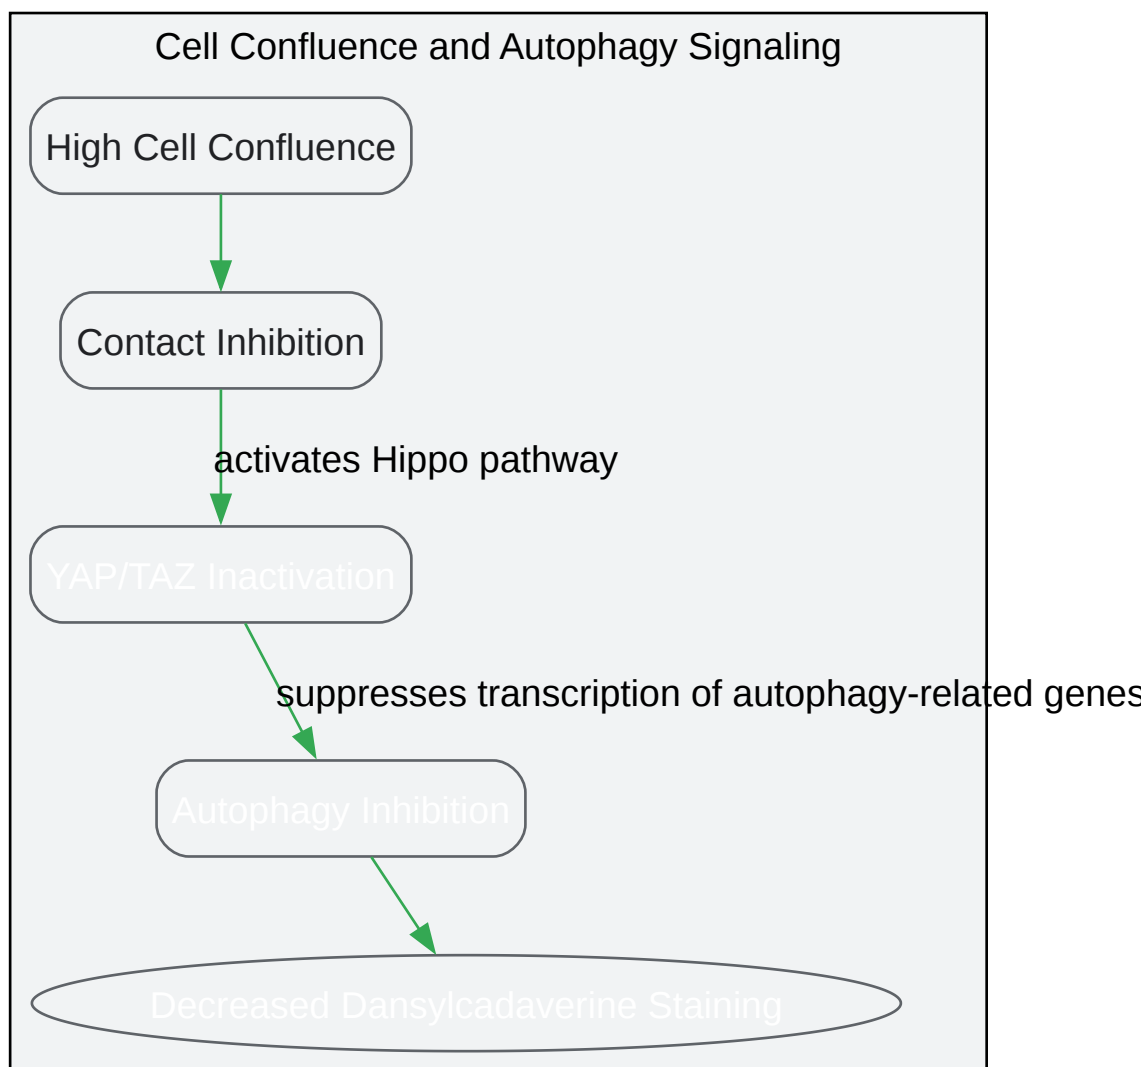 Cell Confluence and Autophagy Signaling
High Cell Confluence
Contact Inhibition
activates Hippo pathway
YAP/TAZ Inactivation
suppresses transcription of autophagy-related genes
Autophagy Inhibition
Decreased Dansylcadaverine Staining